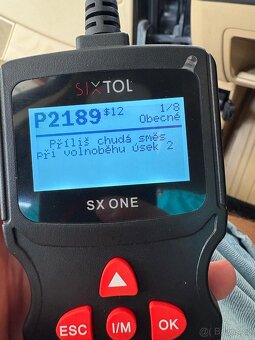 SIXTOL
P2189 $12 1/8
Obecné
Příliš chudá směs
při volnoběhu úsek 2
SX ONE
ESC I/M OK